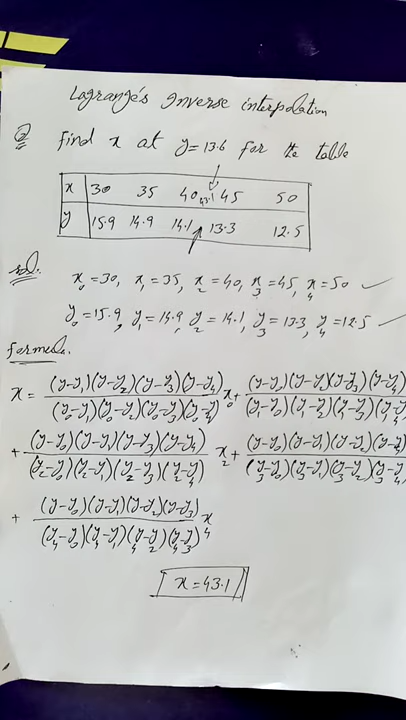 Lagrange's Inverse interpolation
Q find x at y=13.6 for the table
x 30 35 40 43.1 45 50
y 15.9 14.9 14.1 13.3 12.5
sol.
x₀=30, x₁=35, x₂=40, x₃=45, x₄=50
y₀=15.9, y₁=14.9, y₂=14.1, y₃=13.3, y₄=12.5
formula.
x = (y-y₁)(y-y₂)(y-y₃)(y-y₄)/(y₀-y₁)(y₀-y₂)(y₀-y₃)(y₀-y₄) x₀ + (y-y₀)(y-y₂)(y-y₃)(y-y₄)/(y₁-y₀)(y₁-y₂)(y₁-y₃)(y₁-y₄
+ (y-y₀)(y-y₁)(y-y₃)(y-y₄)/(y₂-y₀)(y₂-y₁)(y₂-y₃)(y₂-y₄) x₂ + (y-y₀)(y-y₁)(y-y₂)(y-y₄/(y₃-y₀)(y₃-y₁)(y₃-y₂)(y₃-y₄
+ (y-y₀)(y-y₁)(y-y₂)(y-y₃)/(y₄-y₀)(y₄-y₁)(y₄-y₂)(y₄-y₃) x₄
x=43.1